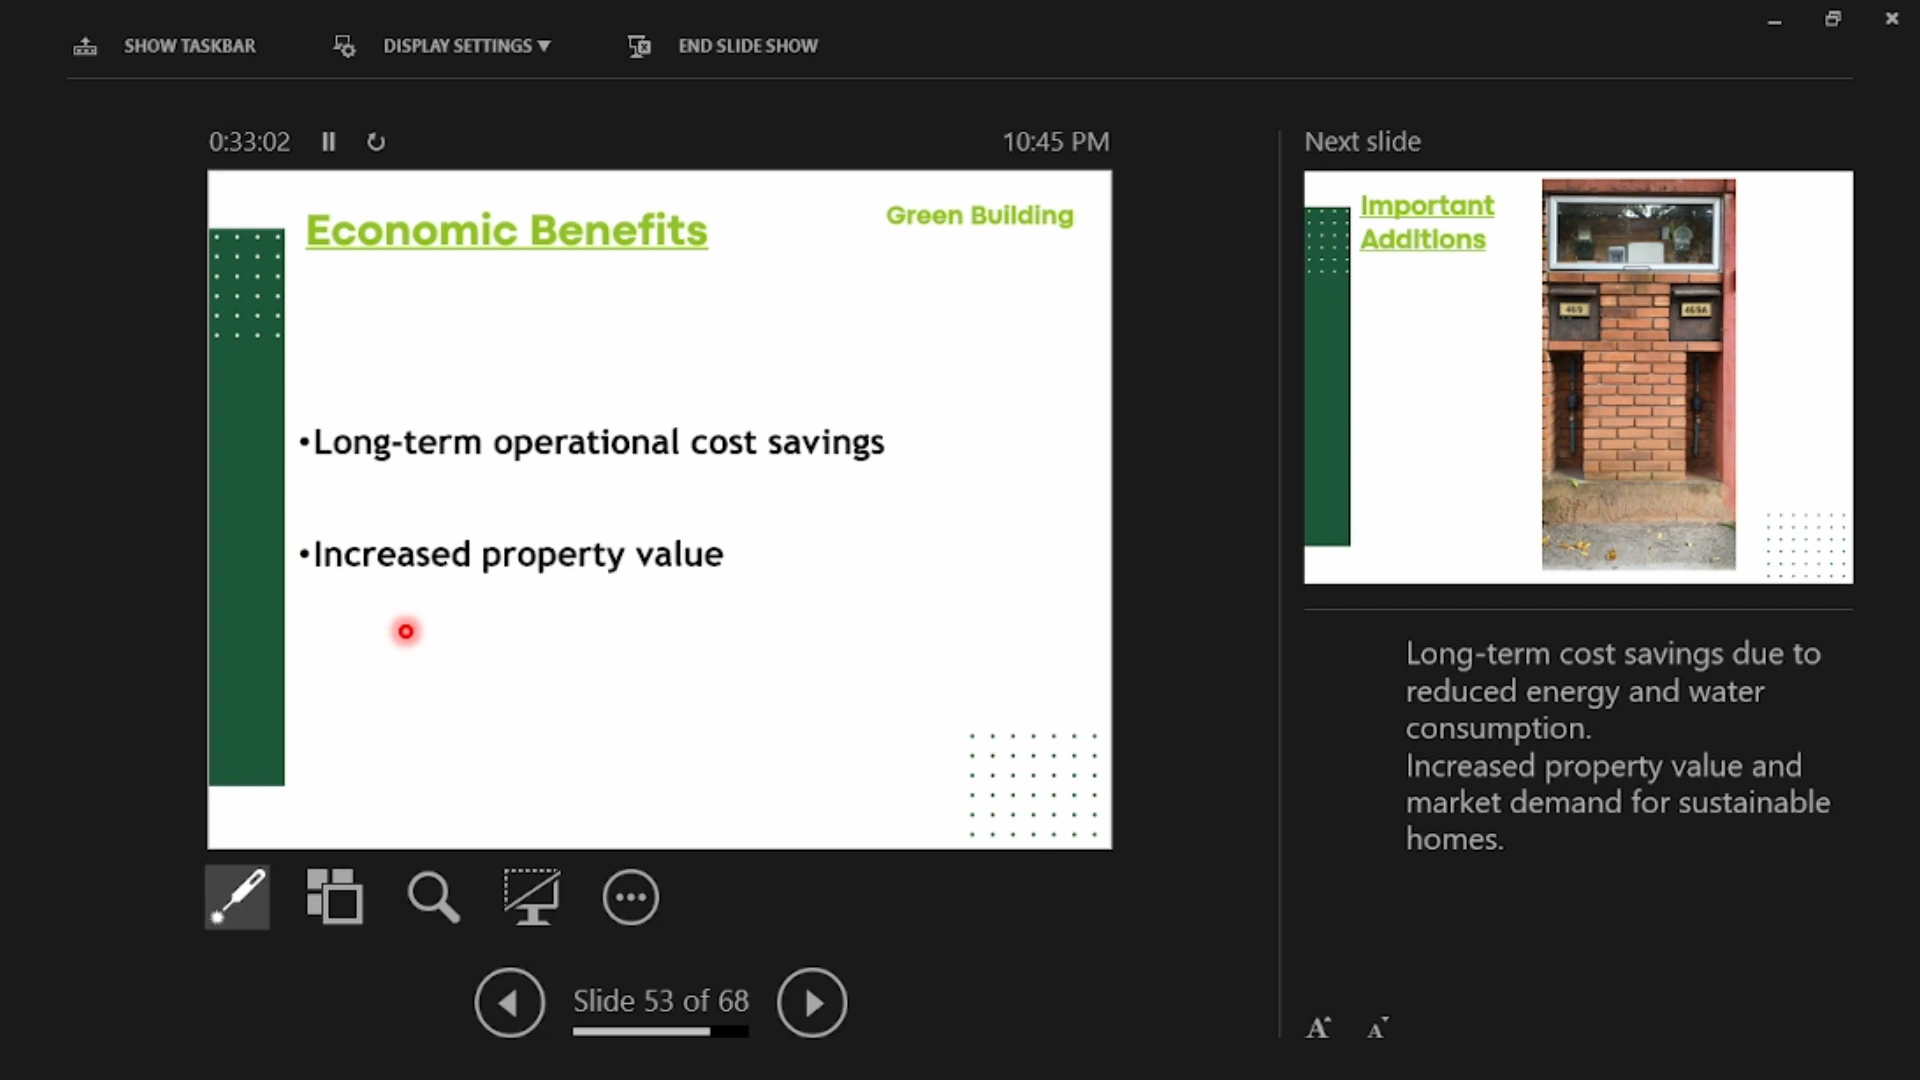 SHOW TASKBAR
DISPLAY SETTINGS ▼
END SLIDE SHOW
0:33:02
10:45 PM
Economic Benefits
Green Building
•Long-term operational cost savings
•Increased property value
Slide 53 of 68
Next slide
Important
Additions
469
469A
Long-term cost savings due to
reduced energy and water
consumption.
Increased property value and
market demand for sustainable
homes.
A
A